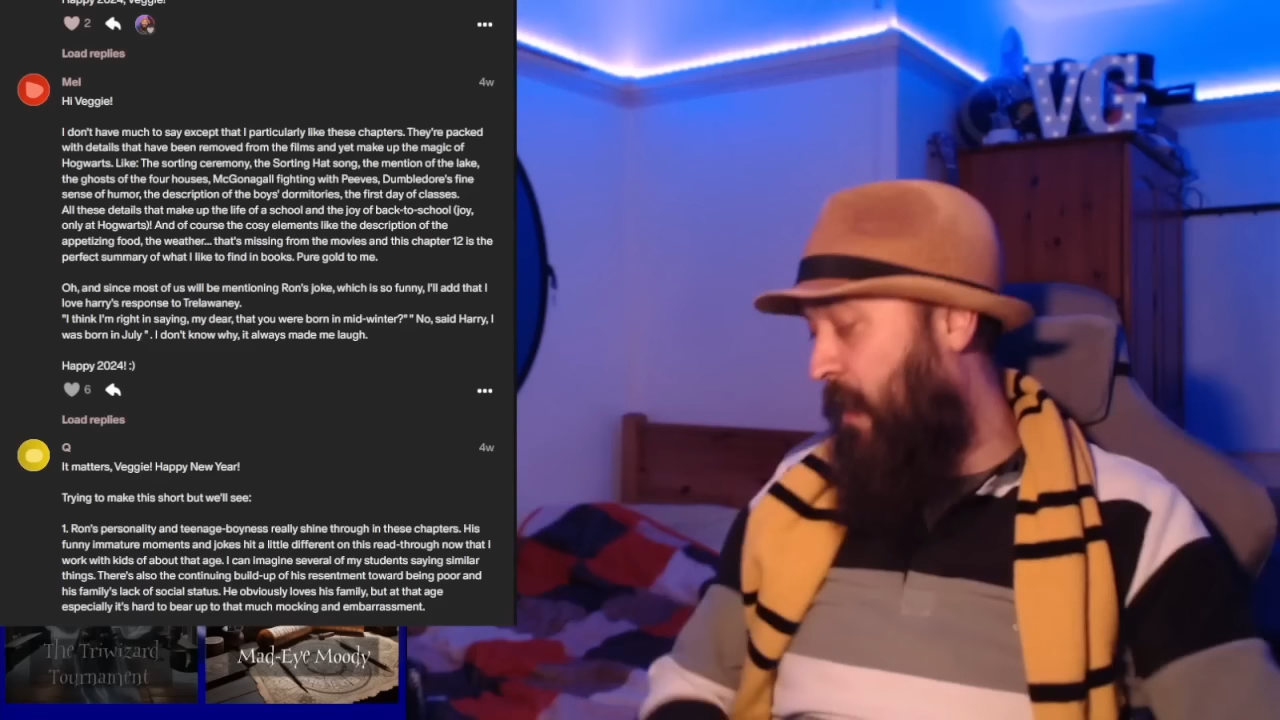 Happy 2024, Veggie!
2
Load replies
Mel
4w
Hi Veggie!
I don't have much to say except that I particularly like these chapters. They're packed
with details that have been removed from the films and yet make up the magic of
Hogwarts. Like: The sorting ceremony, the Sorting Hat song, the mention of the lake,
the ghosts of the four houses, McGonagall fighting with Peeves, Dumbledore's fine
sense of humor, the description of the boys' dormitories, the first day of classes.
All these details that make up the life of a school and the joy of back-to-school (joy,
only at Hogwarts)! And of course the cosy elements like the description of the
appetizing food, the weather... that's missing from the movies and this chapter 12 is the
perfect summary of what I like to find in books. Pure gold to me.
Oh, and since most of us will be mentioning Ron's joke, which is so funny, I'll add that I
love harry's response to Trelawaney.
"I think I'm right in saying, my dear, that you were born in mid-winter?" " No, said Harry, I
was born in July " . I don't know why, it always made me laugh.
Happy 2024! :)
6
Load replies
Q
4w
It matters, Veggie! Happy New Year!
Trying to make this short but we'll see:
1. Ron's personality and teenage-boyness really shine through in these chapters. His
funny immature moments and jokes hit a little different on this read-through now that I
work with kids of about that age. I can imagine several of my students saying similar
things. There's also the continuing build-up of his resentment toward being poor and
his family's lack of social status. He obviously loves his family, but at that age
especially it's hard to bear up to that much mocking and embarrassment.
The Triwizard
Tournament
Mad-Eye Moody
VG